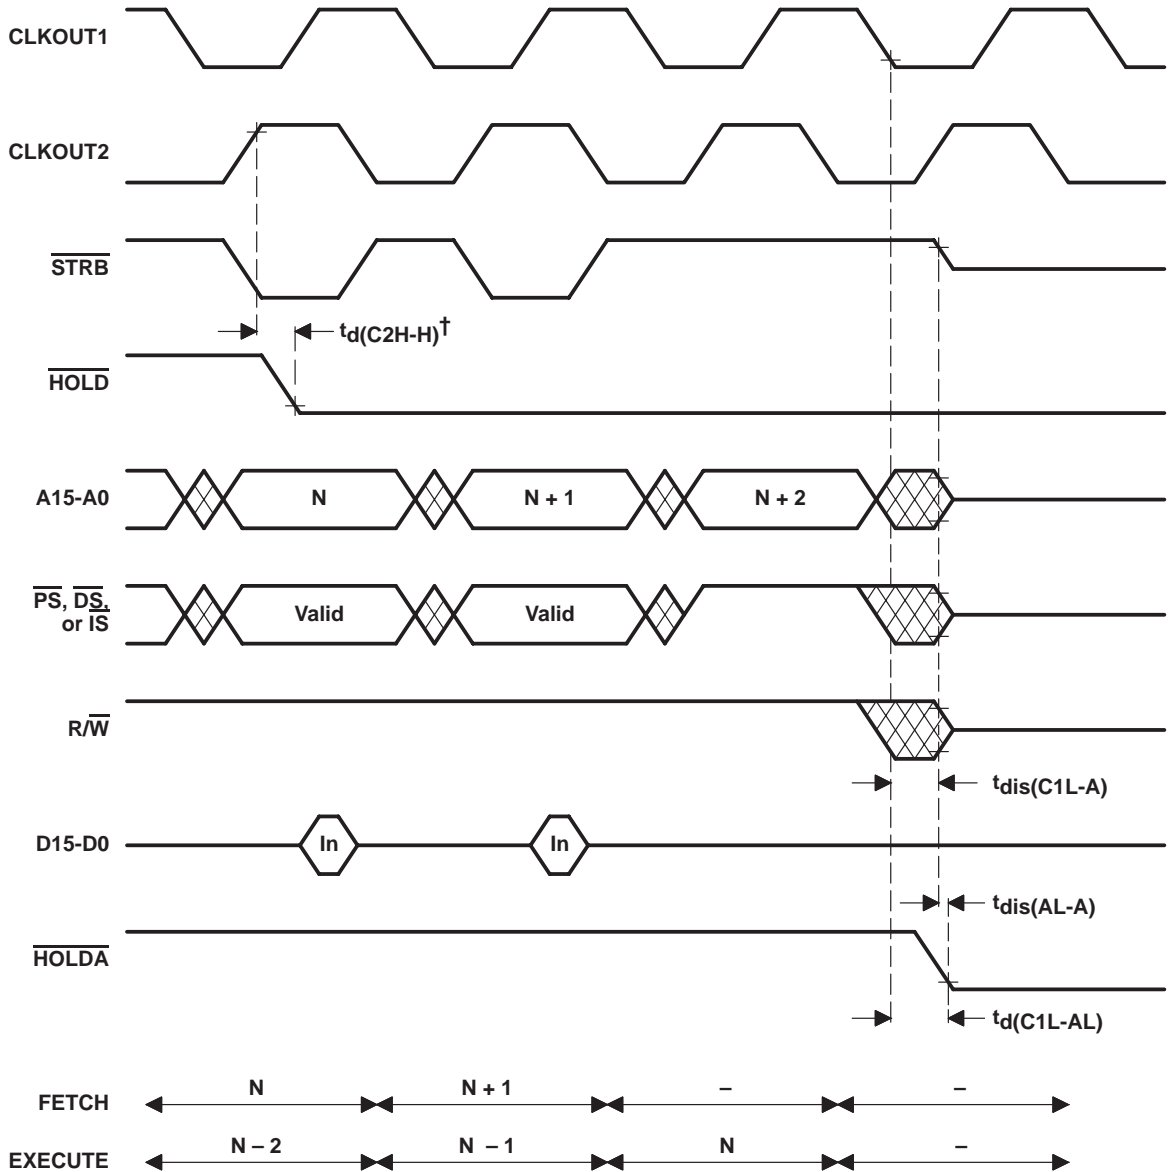 CLKOUT1
CLKOUT2
STRB
td(C2H-H)†
HOLD
A15-A0 N N + 1 N + 2
PS, DS,
or IS
Valid Valid
R/W
tdis(C1L-A)
D15-D0 In In
tdis(AL-A)
HOLDA
td(C1L-AL)
FETCH N N + 1 – –
EXECUTE N – 2 N – 1 N –